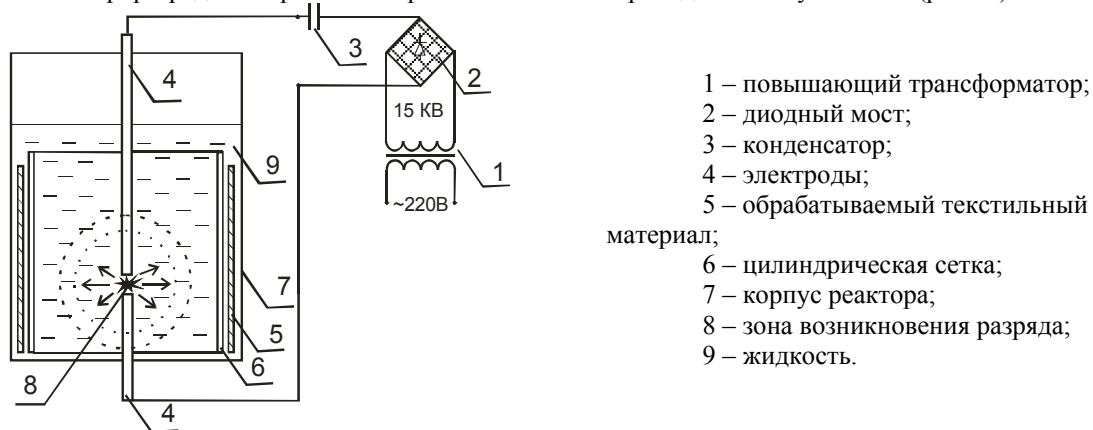 3
4
2
15 КВ
9
1
~220В
7
5
6
8
4
1 – повышающий трансформатор;
2 – диодный мост;
3 – конденсатор;
4 – электроды;
5 – обрабатываемый текстильный
материал;
6 – цилиндрическая сетка;
7 – корпус реактора;
8 – зона возникновения разряда;
9 – жидкость.